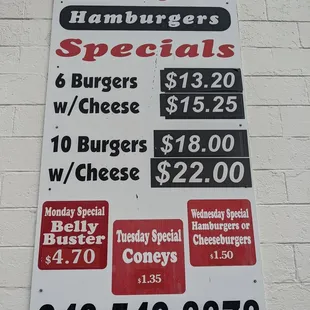 Hamburgers
Specials
6 Burgers $13.20
w/Cheese $15.25
10 Burgers $18.00
w/Cheese $22.00
Monday Special
Belly
Buster
$4.70
Tuesday Special
Coneys
$1.35
Wednesday Special
Hamburgers or
Cheeseburgers
$1.50